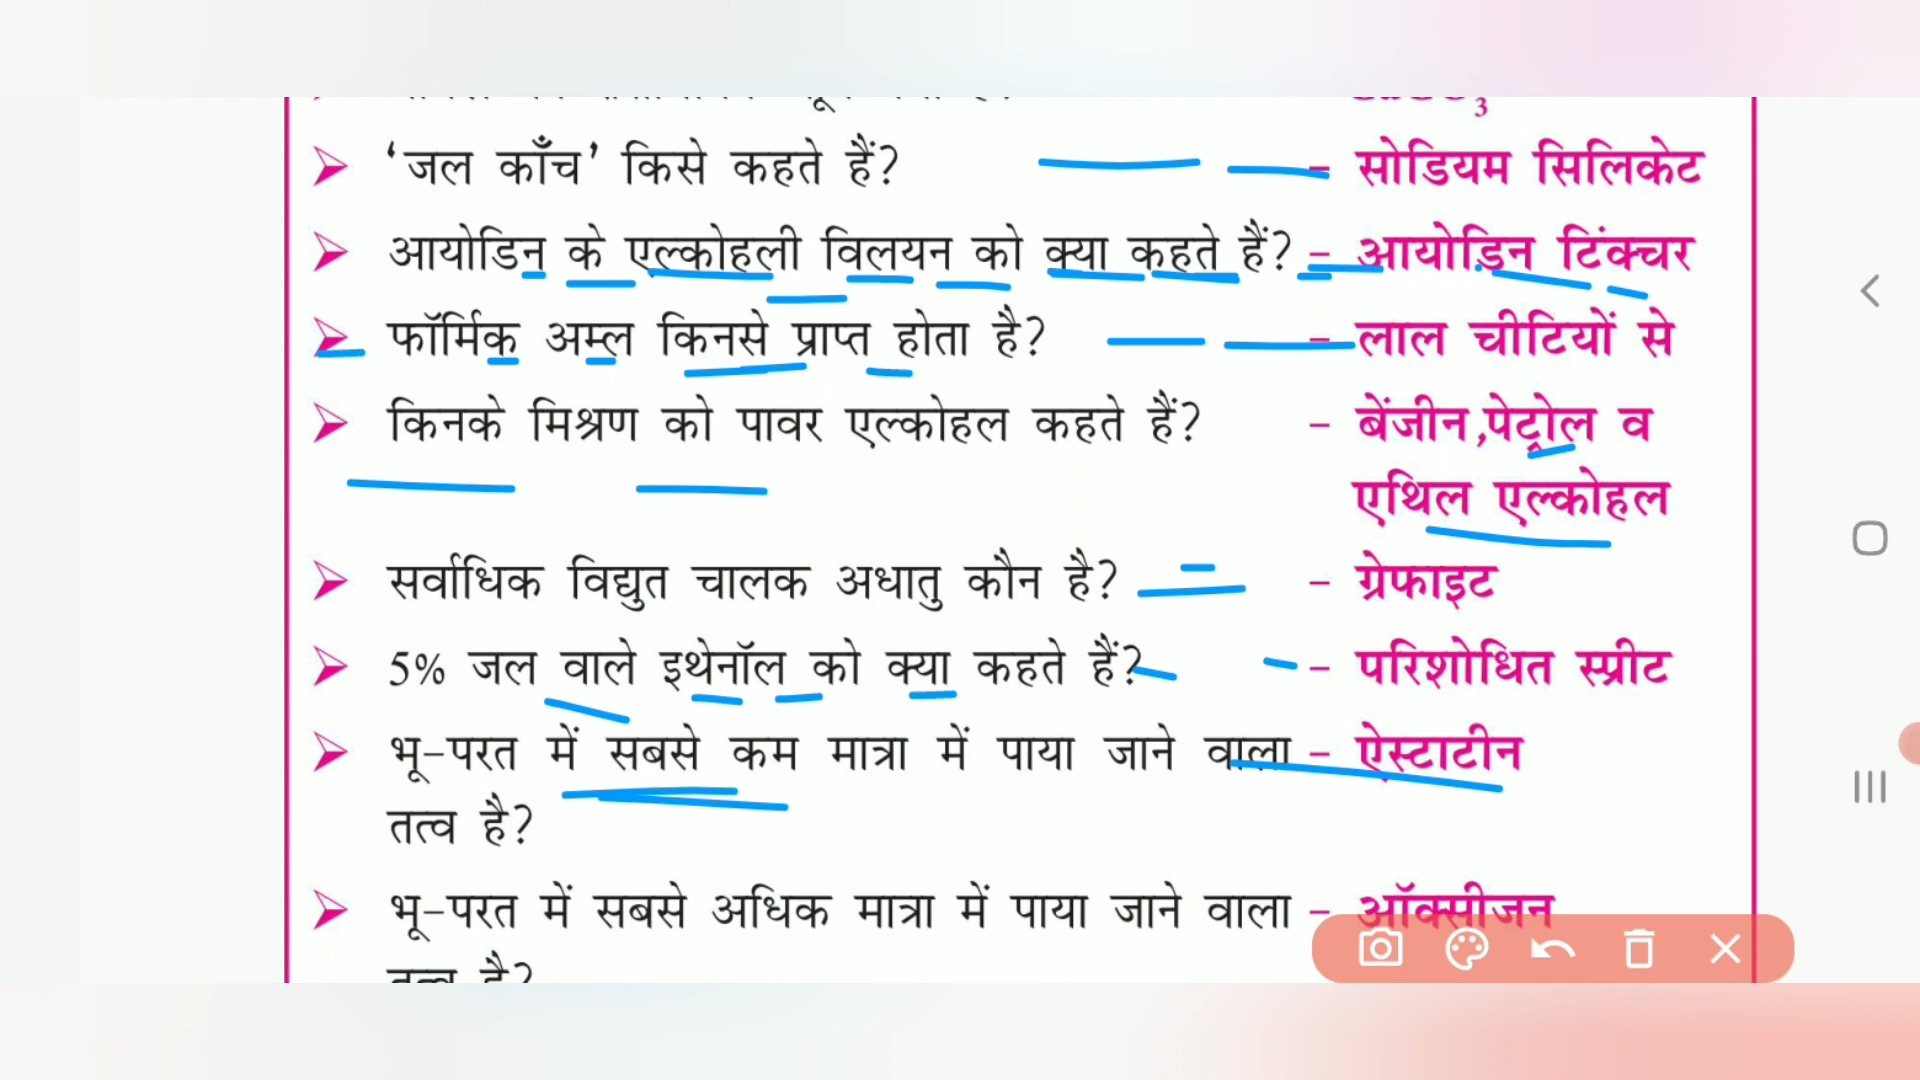 ➢ ‘जल काँच’ किसे कहते हैं? – सोडियम सिलिकेट
➢ आयोडिन के एल्कोहली विलयन को क्या कहते हैं? – आयोडिन टिंक्चर
➢ फॉर्मिक अम्ल किनसे प्राप्त होता है? – लाल चीटियों से
➢ किनके मिश्रण को पावर एल्कोहल कहते हैं? – बेंजीन,पेट्रोल व
एथिल एल्कोहल
➢ सर्वाधिक विद्युत चालक अधातु कौन है? – ग्रेफाइट
➢ 5% जल वाले इथेनॉल को क्या कहते हैं? – परिशोधित स्प्रीट
➢ भू-परत में सबसे कम मात्रा में पाया जाने वाला – ऐस्टाटीन
तत्व है?
➢ भू-परत में सबसे अधिक मात्रा में पाया जाने वाला – ऑक्सीजन
तत्व है?